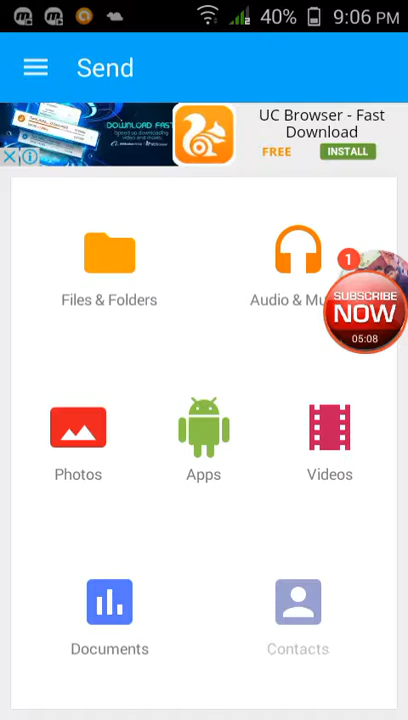 40% 9:06 PM
Send
DOWNLOAD FAST
UC Browser - Fast
Download
FREE
INSTALL
Files & Folders
Audio & Mu
1
SUBSCRIBE
NOW
05:08
Photos
Apps
Videos
Documents
Contacts